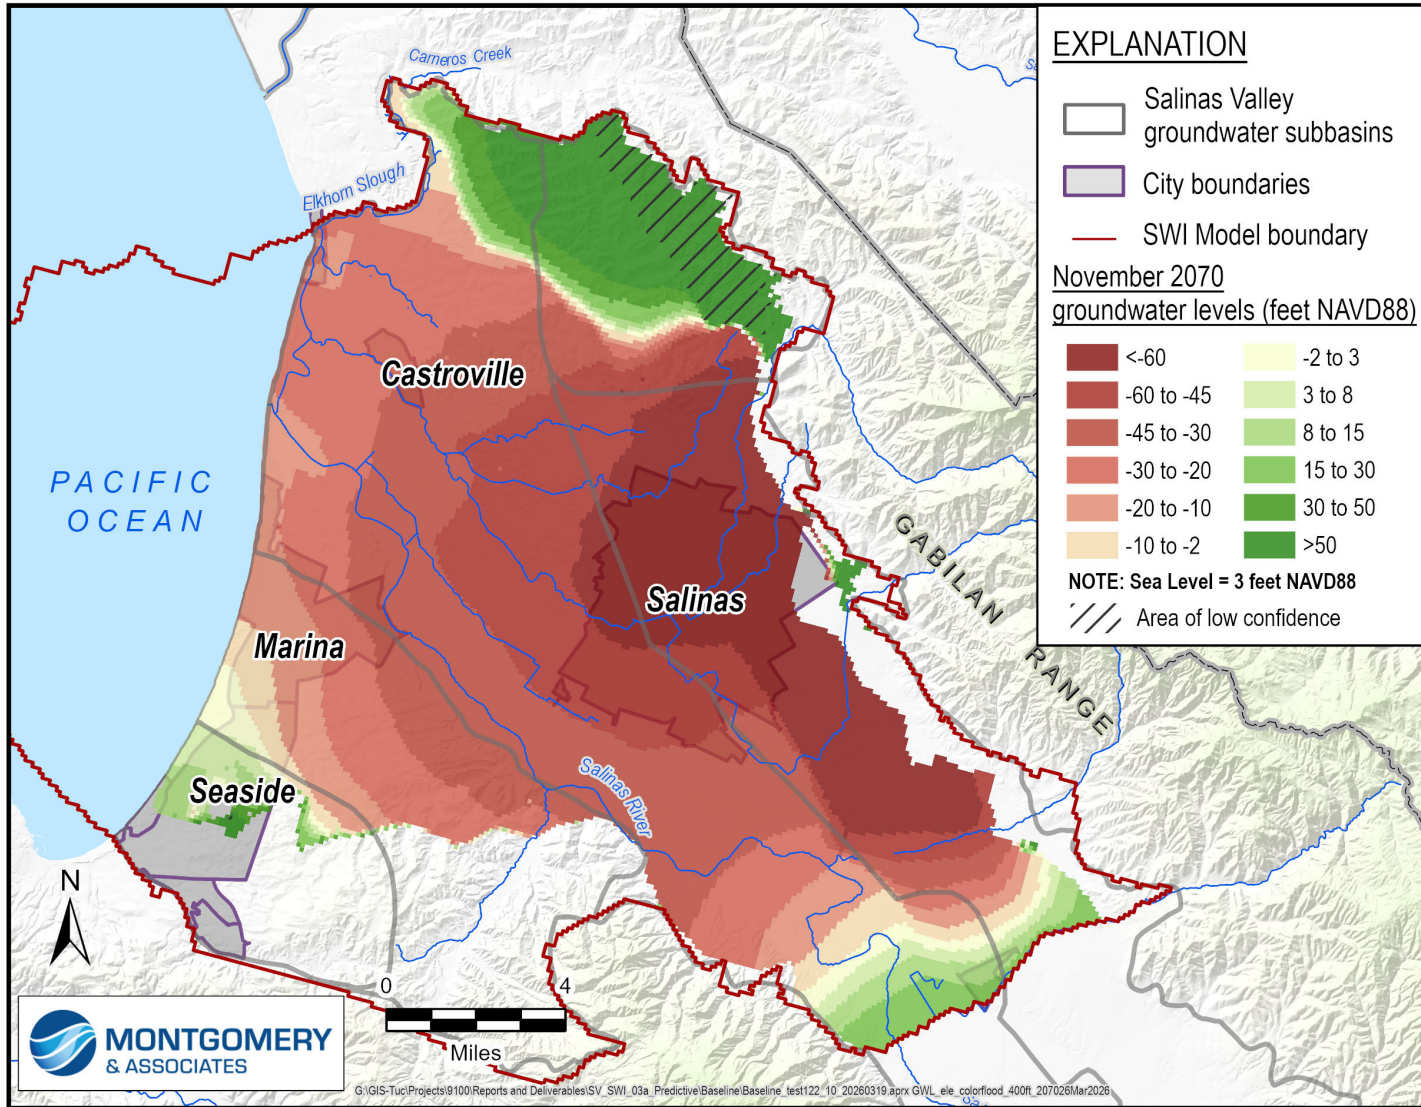 Carneros Creek
Elkhorn Slough
Castroville
PACIFIC
OCEAN
Salinas
Marina
Seaside
Salinas River
GABILAN RANGE
N
0 4
Miles
MONTGOMERY
& ASSOCIATES
EXPLANATION
Salinas Valley
groundwater subbasins
City boundaries
SWI Model boundary
November 2070
groundwater levels (feet NAVD88)
<-60
-60 to -45
-45 to -30
-30 to -20
-20 to -10
-10 to -2
-2 to 3
3 to 8
8 to 15
15 to 30
30 to 50
>50
NOTE: Sea Level = 3 feet NAVD88
Area of low confidence
G:\GIS-Tuc\Projects\9100\Reports and Deliverables\SV_SWI_03a_Predictive\Baseline\Baseline_test122_10_20260319.aprx GWL_ele_colorflood_400ft_207026Mar2026